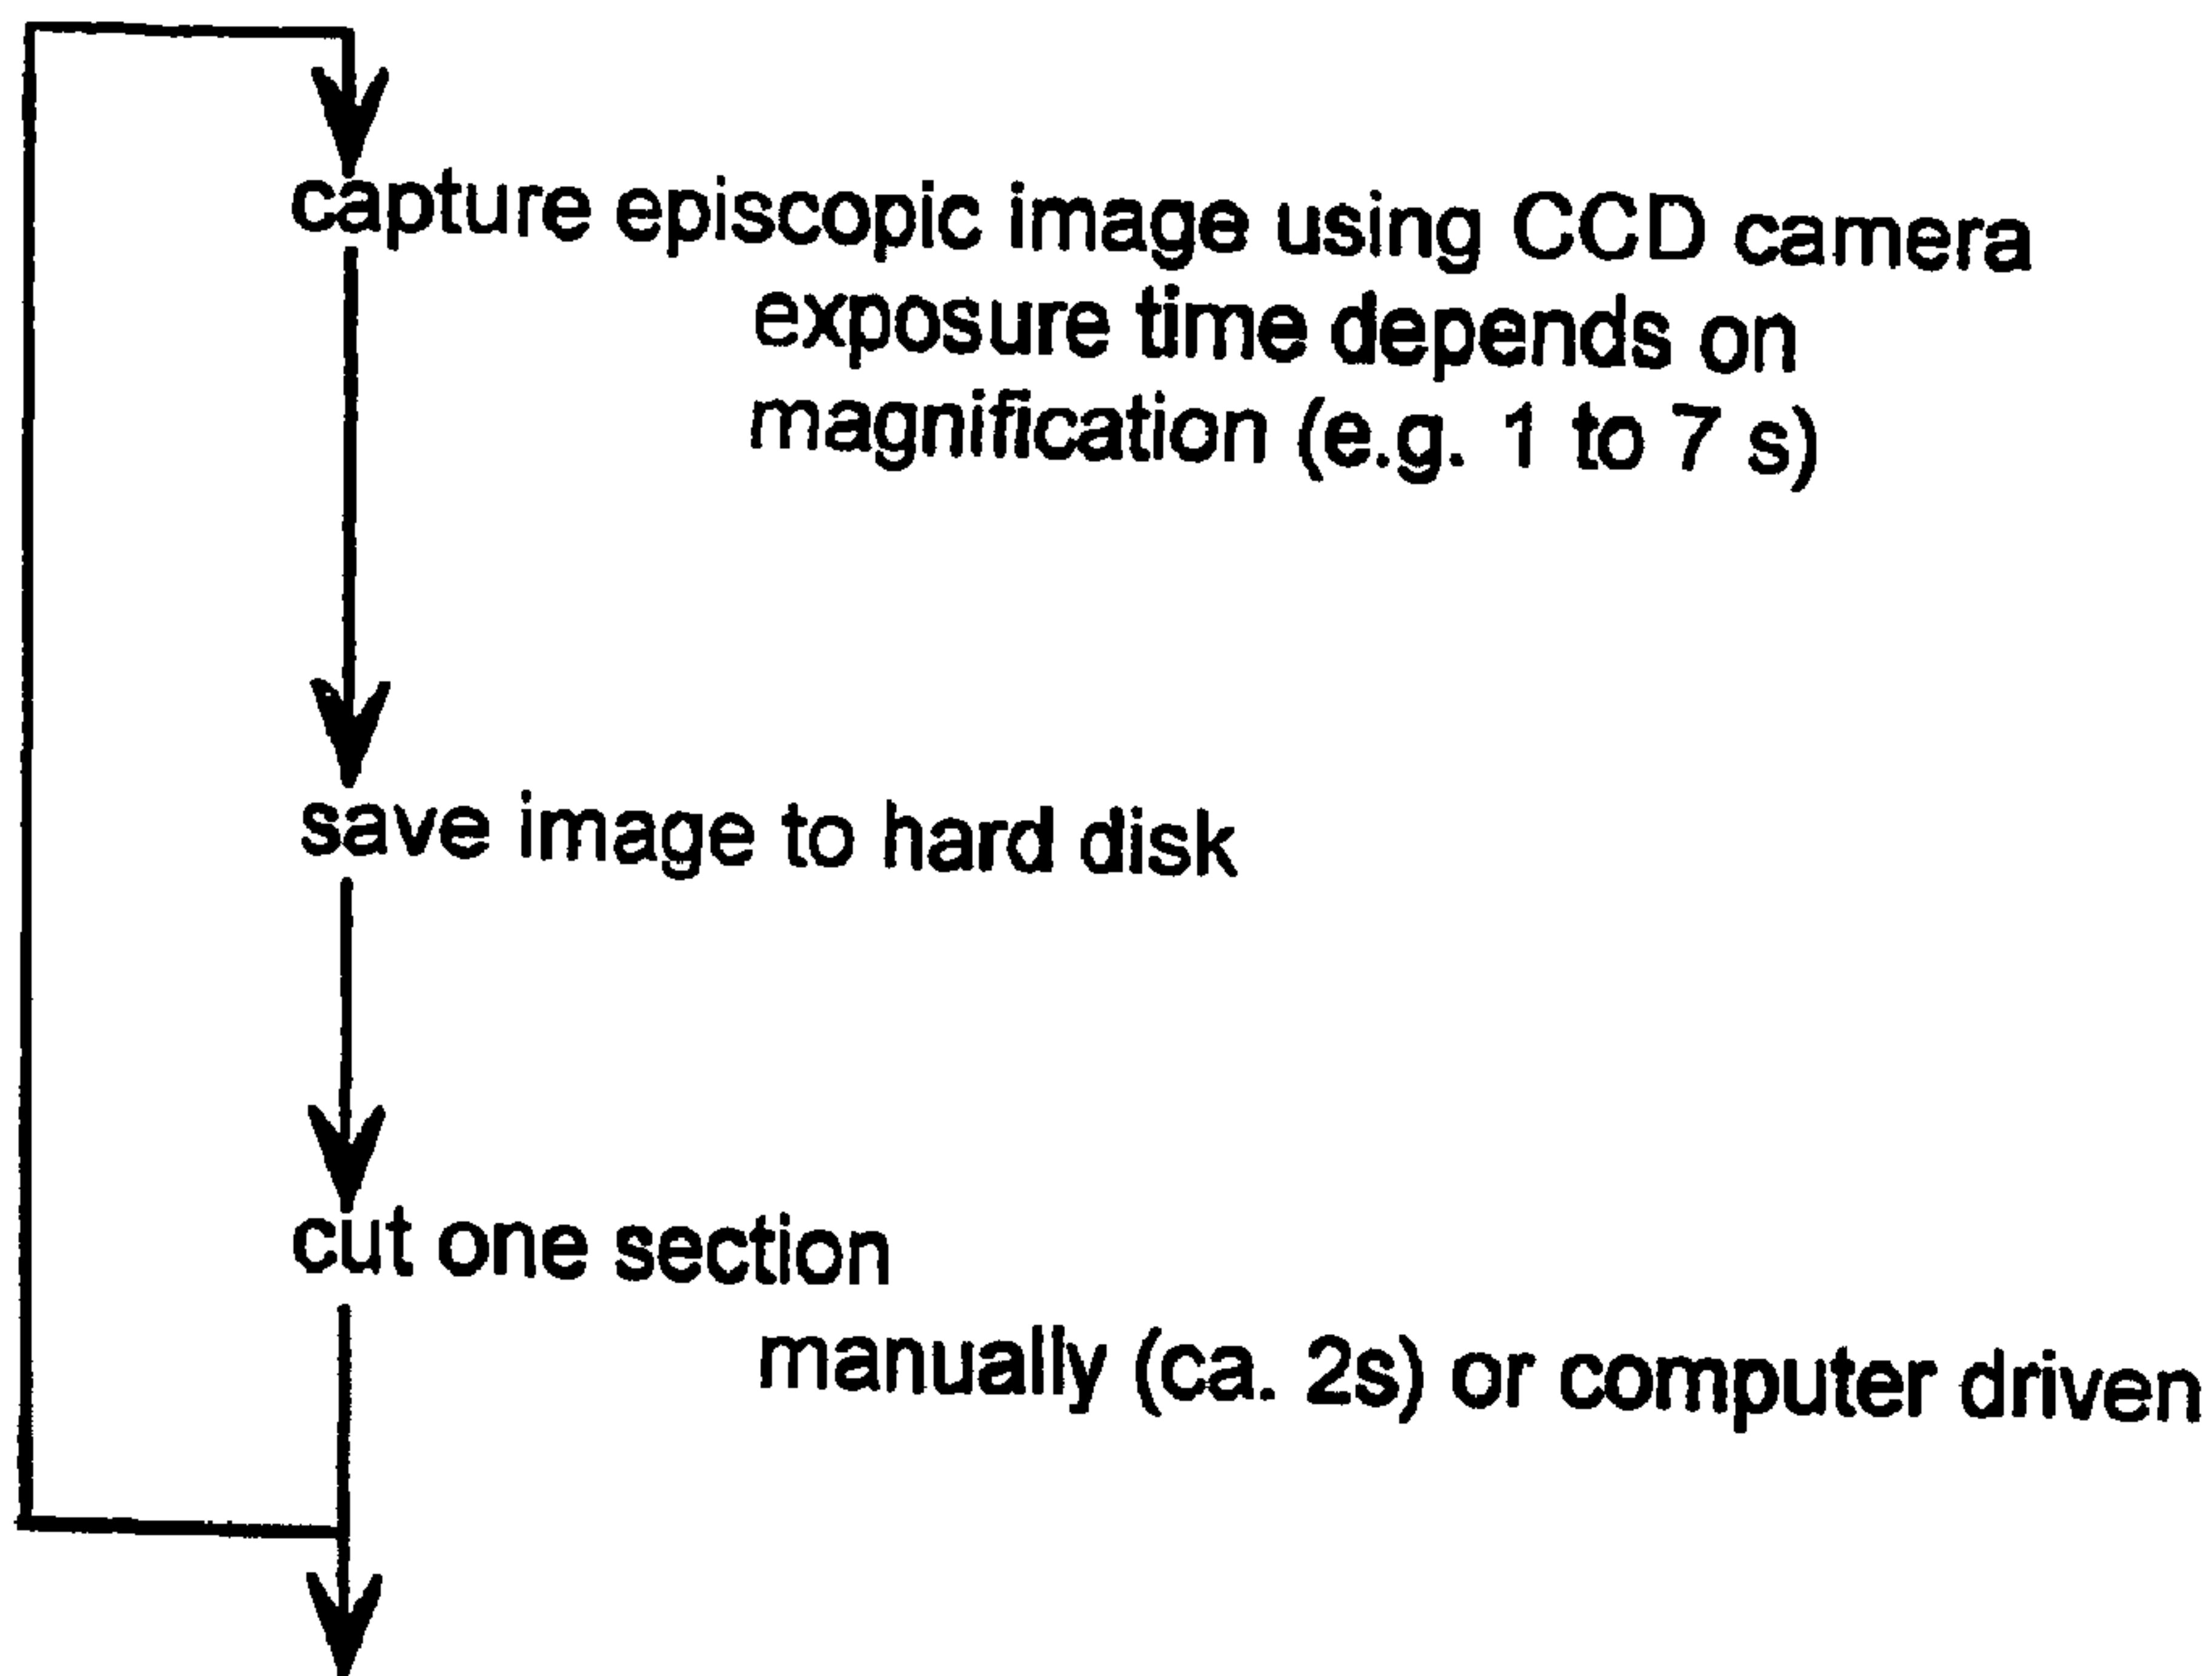 capture episcopic image using CCD camera
exposure time depends on
magnification (e.g. 1 to 7 s)
save image to hard disk
cut one section
manually (ca. 2s) or computer driven